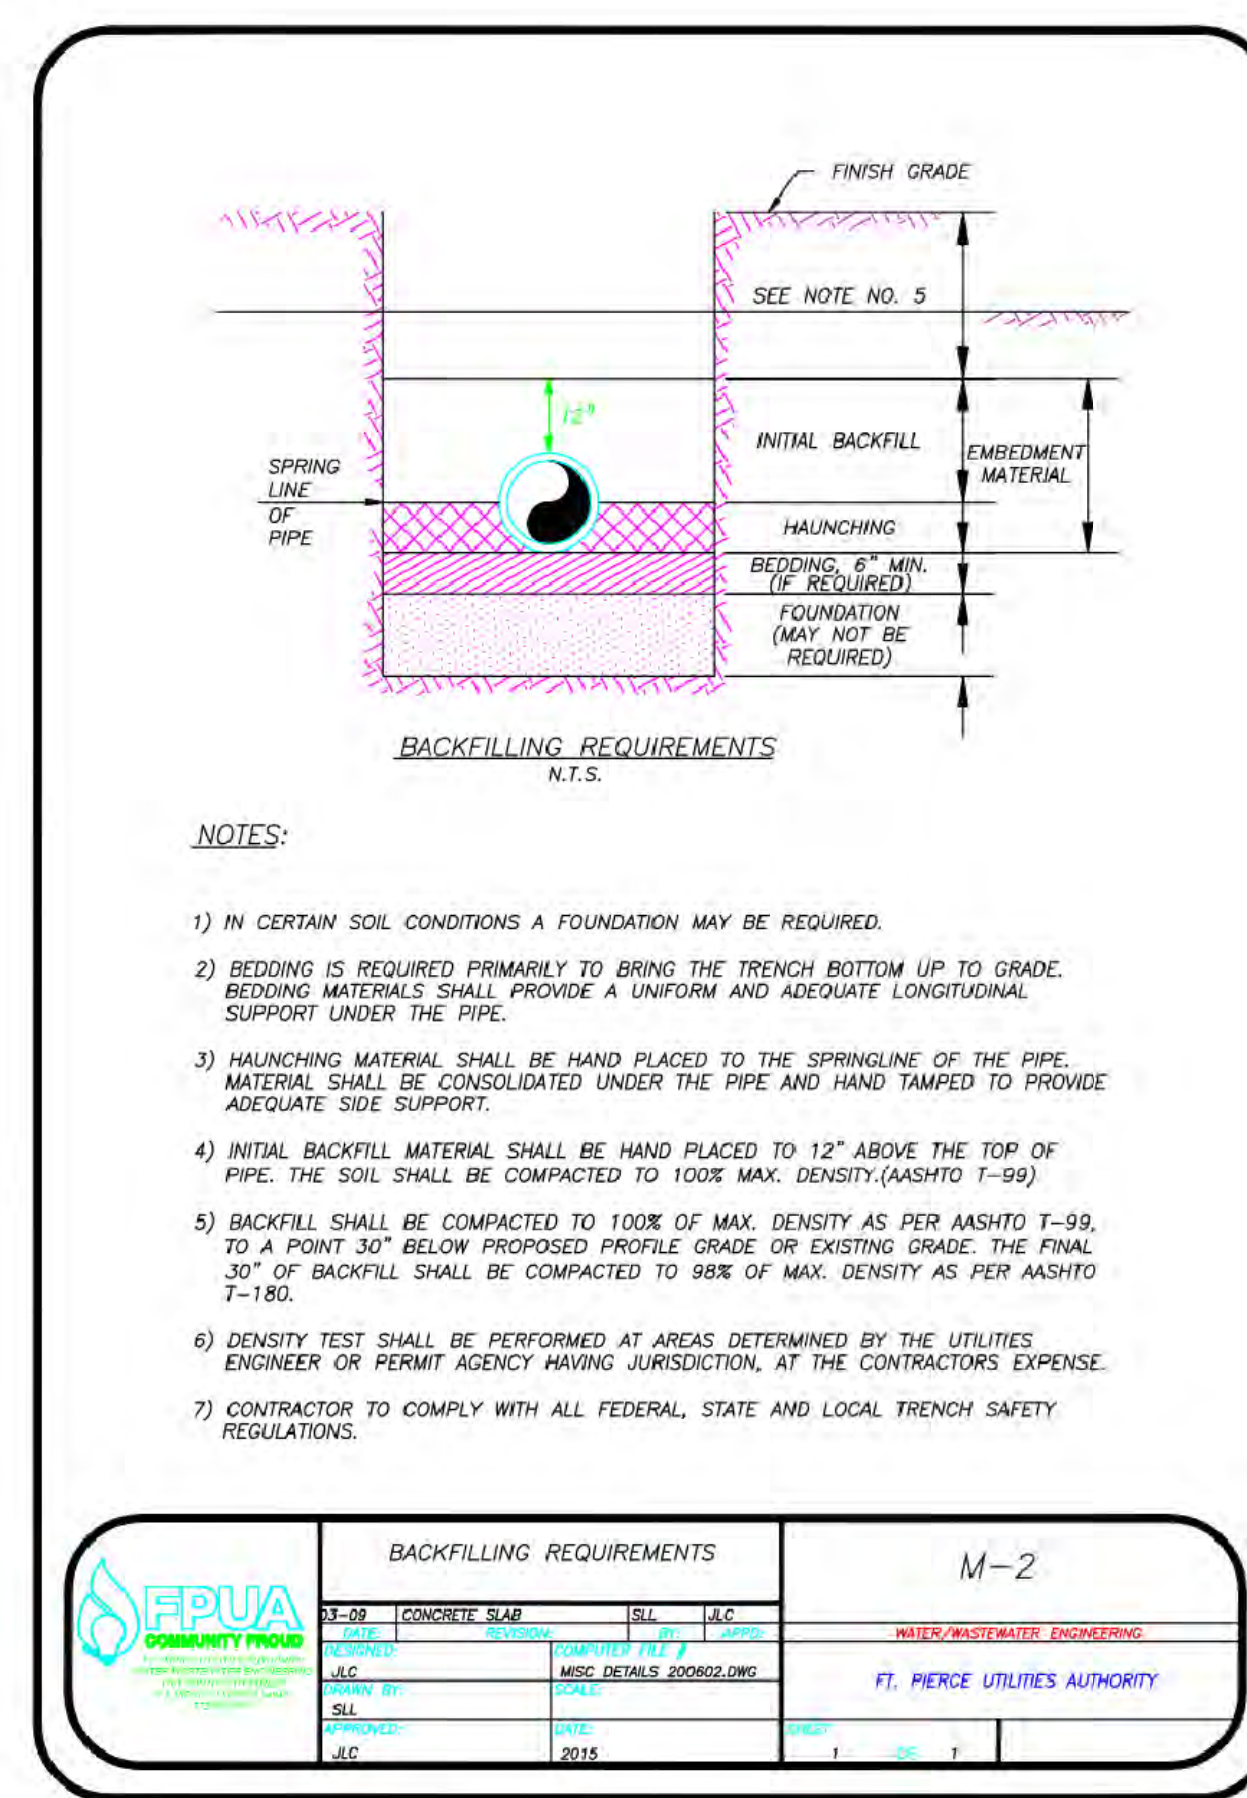 FINISH GRADE
SEE NOTE NO. 5
12"
INITIAL BACKFILL
EMBEDMENT
MATERIAL
SPRING
LINE
OF
PIPE
HAUNCHING
BEDDING, 6" MIN.
(IF REQUIRED)
FOUNDATION
(MAY NOT BE
REQUIRED)
BACKFILLING REQUIREMENTS
N.T.S.
NOTES:
1) IN CERTAIN SOIL CONDITIONS A FOUNDATION MAY BE REQUIRED.
2) BEDDING IS REQUIRED PRIMARILY TO BRING THE TRENCH BOTTOM UP TO GRADE.
BEDDING MATERIALS SHALL PROVIDE A UNIFORM AND ADEQUATE LONGITUDINAL
SUPPORT UNDER THE PIPE.
3) HAUNCHING MATERIAL SHALL BE HAND PLACED TO THE SPRINGLINE OF THE PIPE.
MATERIAL SHALL BE CONSOLIDATED UNDER THE PIPE AND HAND TAMPED TO PROVIDE
ADEQUATE SIDE SUPPORT.
4) INITIAL BACKFILL MATERIAL SHALL BE HAND PLACED TO 12" ABOVE THE TOP OF
PIPE. THE SOIL SHALL BE COMPACTED TO 100% MAX. DENSITY.(AASHTO T-99)
5) BACKFILL SHALL BE COMPACTED TO 100% OF MAX. DENSITY AS PER AASHTO T-99,
TO A POINT 30" BELOW PROPOSED PROFILE GRADE OR EXISTING GRADE. THE FINAL
30" OF BACKFILL SHALL BE COMPACTED TO 98% OF MAX. DENSITY AS PER AASHTO
T-180.
6) DENSITY TEST SHALL BE PERFORMED AT AREAS DETERMINED BY THE UTILITIES
ENGINEER OR PERMIT AGENCY HAVING JURISDICTION, AT THE CONTRACTORS EXPENSE.
7) CONTRACTOR TO COMPLY WITH ALL FEDERAL, STATE AND LOCAL TRENCH SAFETY
REGULATIONS.
FPUA
COMMUNITY PROUD
BACKFILLING REQUIREMENTS
03-09 CONCRETE SLAB SLL JLC
DATE: REVISION: BY: APPD:
DESIGNED: COMPUTER FILE #
JLC MISC DETAILS 200602.DWG
DRAWN BY: SCALE:
SLL
APPROVED: DATE:
JLC 2015
M-2
WATER/WASTEWATER ENGINEERING
FT. PIERCE UTILITIES AUTHORITY
SHEET
1 OF 1